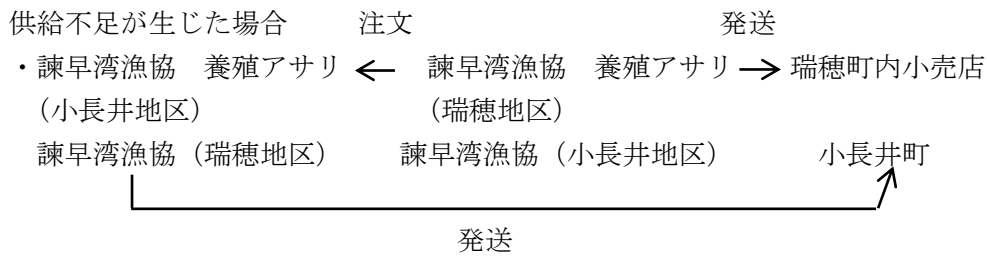 供給不足が生じた場合　注文　発送
・諫早湾漁協　養殖アサリ　諫早湾漁協　養殖アサリ　瑞穂町内小売店
（小長井地区）　（瑞穂地区）
諫早湾漁協（瑞穂地区）　諫早湾漁協（小長井地区）　小長井町
発送